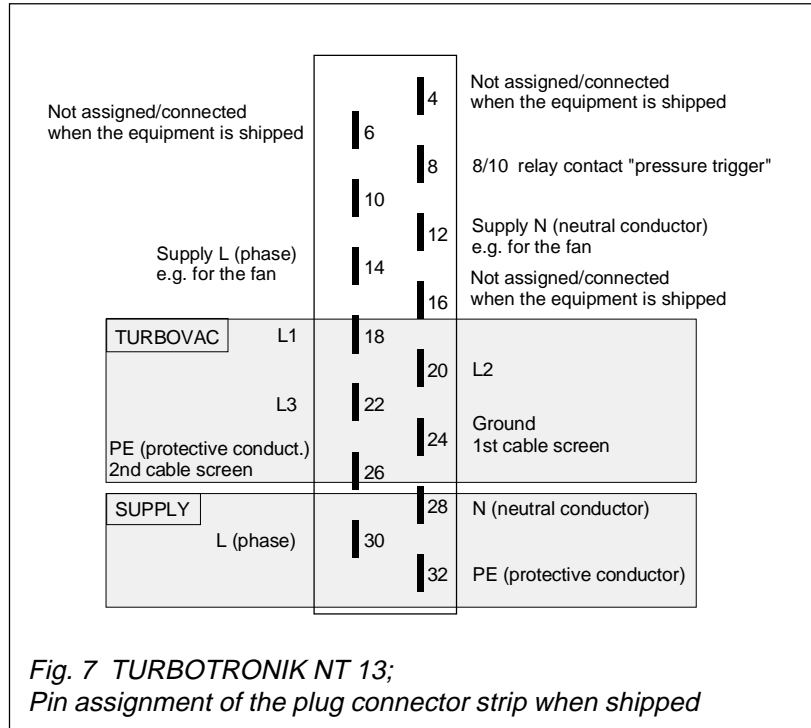 Not assigned/connected
when the equipment is shipped
4
Not assigned/connected
when the equipment is shipped
6
8
8/10 relay contact "pressure trigger"
10
12
Supply N (neutral conductor)
e.g. for the fan
Supply L (phase)
e.g. for the fan
14
16
Not assigned/connected
when the equipment is shipped
TURBOVAC
L1
18
20
L2
L3
22
24
Ground
1st cable screen
PE (protective conduct.)
2nd cable screen
26
SUPPLY
28
N (neutral conductor)
L (phase)
30
32
PE (protective conductor)
Fig. 7 TURBOTRONIK NT 13;
Pin assignment of the plug connector strip when shipped